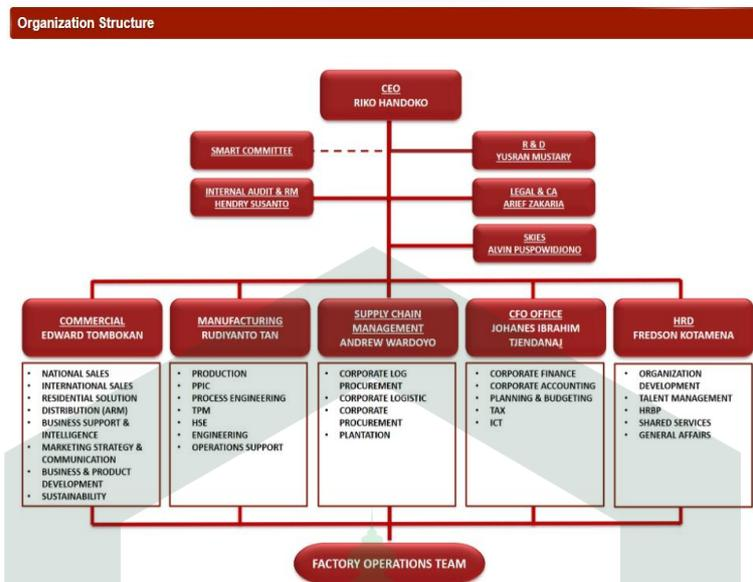 Organization Structure
CEO
RIKO HANDOKO
SMART COMMITTEE
R & D
YUSRAN MUSTARY
INTERNAL AUDIT & RM
HENDRY SUSANTO
LEGAL & CA
ARIEF ZAKARIA
SKIES
ALVIN PUSPOWIDJONO
COMMERCIAL
EDWARD TOMBOKAN
• NATIONAL SALES
• INTERNATIONAL SALES
• RESIDENTIAL SOLUTION
• DISTRIBUTION (ARM)
• BUSINESS SUPPORT &
INTELLIGENCE
• MARKETING STRATEGY &
COMMUNICATION
• BUSINESS & PRODUCT
DEVELOPMENT
• SUSTAINABILITY
MANUFACTURING
RUDIYANTO TAN
• PRODUCTION
• PPIC
• PROCESS ENGINEERING
• TPM
• HSE
• ENGINEERING
• OPERATIONS SUPPORT
SUPPLY CHAIN
MANAGEMENT
ANDREW WARDOYO
• CORPORATE LOG
PROCUREMENT
• CORPORATE LOGISTIC
• CORPORATE
PROCUREMENT
• PLANTATION
CFO OFFICE
JOHANES IBRAHIM
TJENDANAJ
• CORPORATE FINANCE
• CORPORATE ACCOUNTING
• PLANNING & BUDGETING
• TAX
• ICT
HRD
FREDSON KOTAMENA
• ORGANIZATION
DEVELOPMENT
• TALENT MANAGEMENT
• HRBP
• SHARED SERVICES
• GENERAL AFFAIRS
FACTORY OPERATIONS TEAM